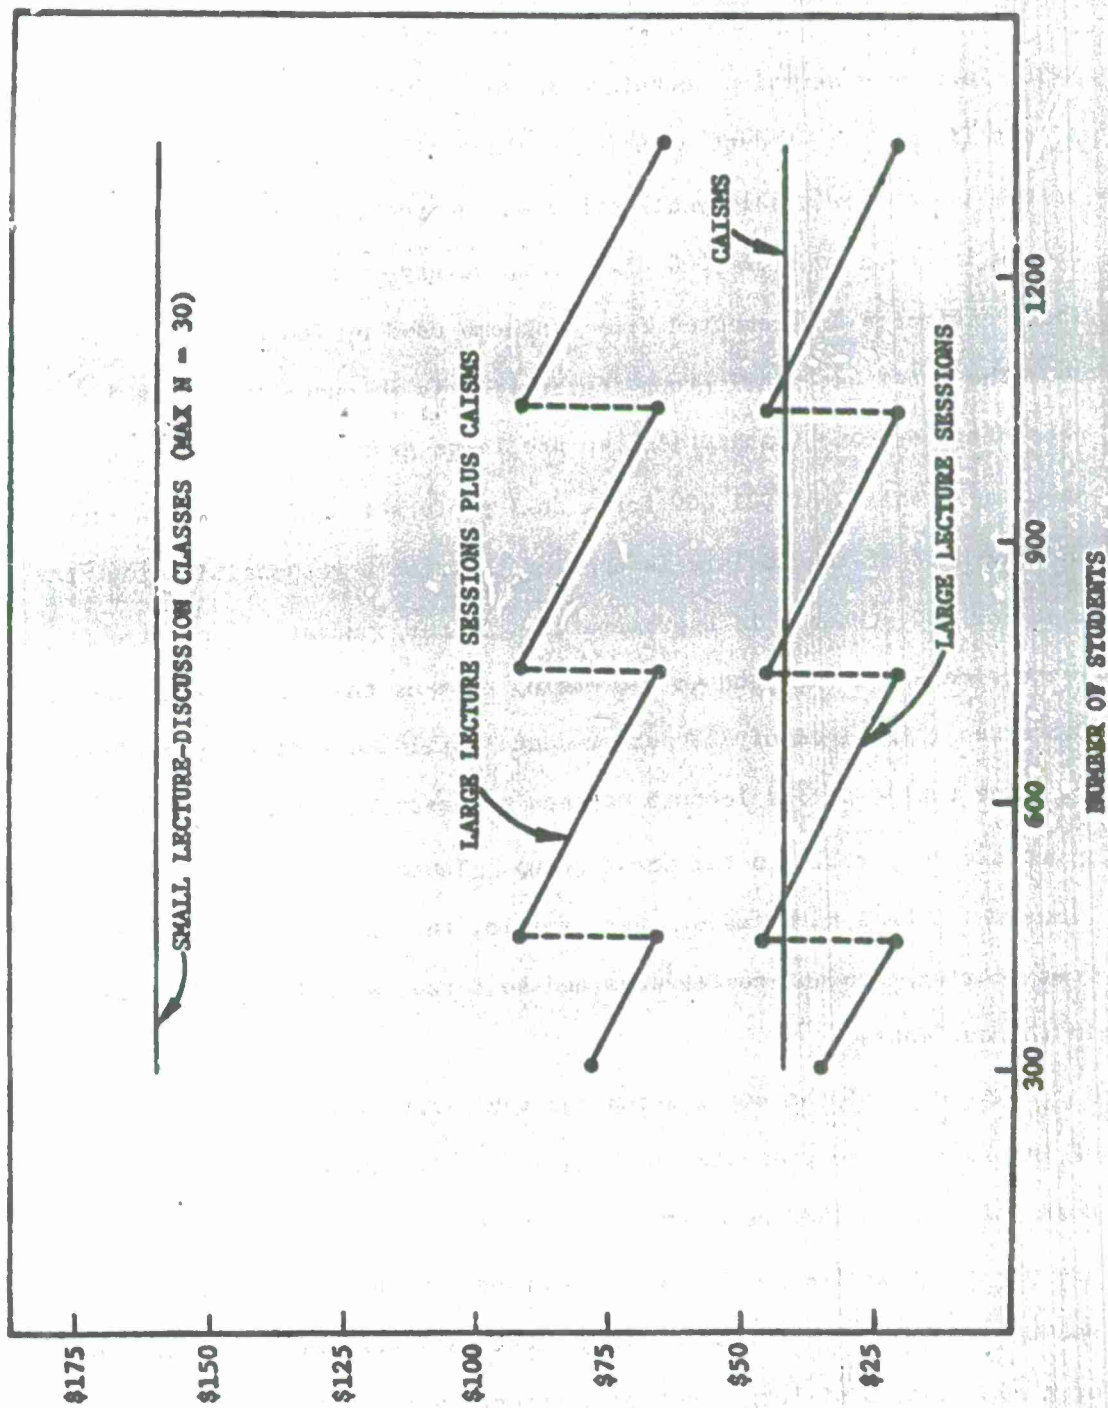 $175
SMALL LECTURE-DISCUSSION CLASSES (MAX N = 30)
$150
$125
$100
LARGE LECTURE SESSIONS PLUS CAISMS
$75
CAISMS
$50
$25
LARGE LECTURE SESSIONS
300
600
900
1200
NUMBER OF STUDENTS